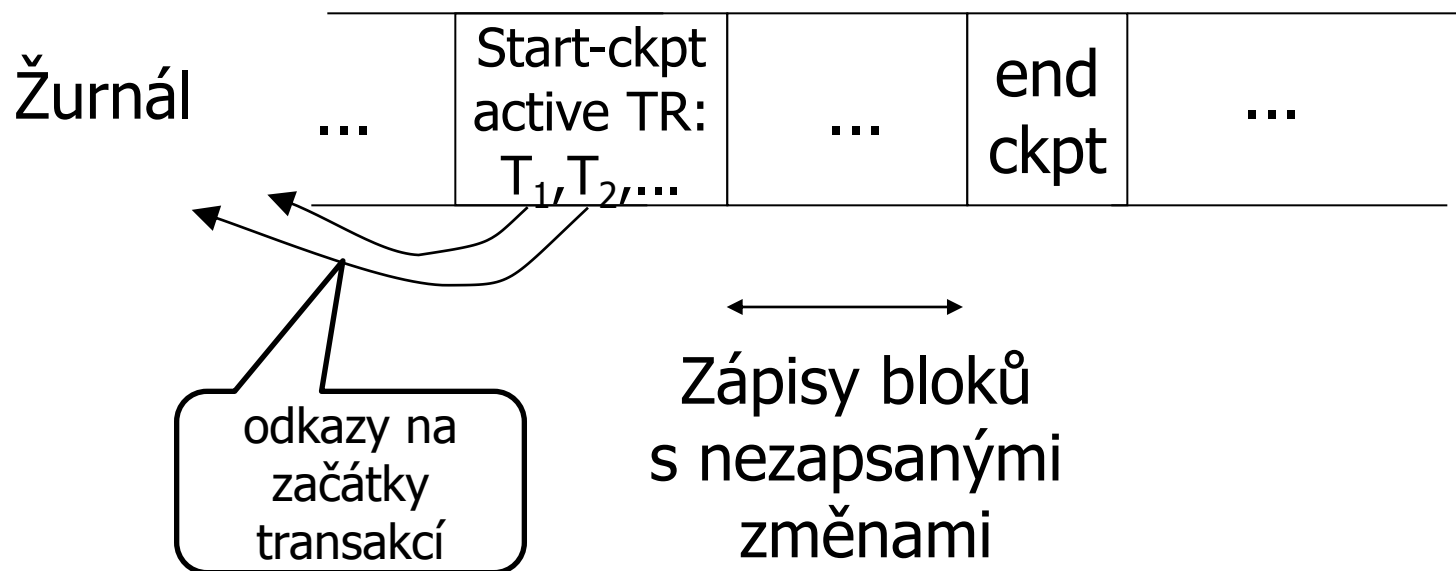 Žurnál
...
Start-ckpt
active TR:
T₁,T₂,...
...
end
ckpt
...
odkazy na
začátky
transakcí
Zápisy bloků
s nezapsanými
změnami